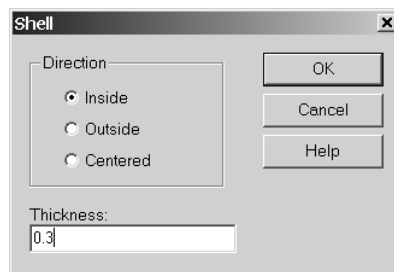 Shell
Direction
Inside
Outside
Centered
OK
Cancel
Help
Thickness:
0.3